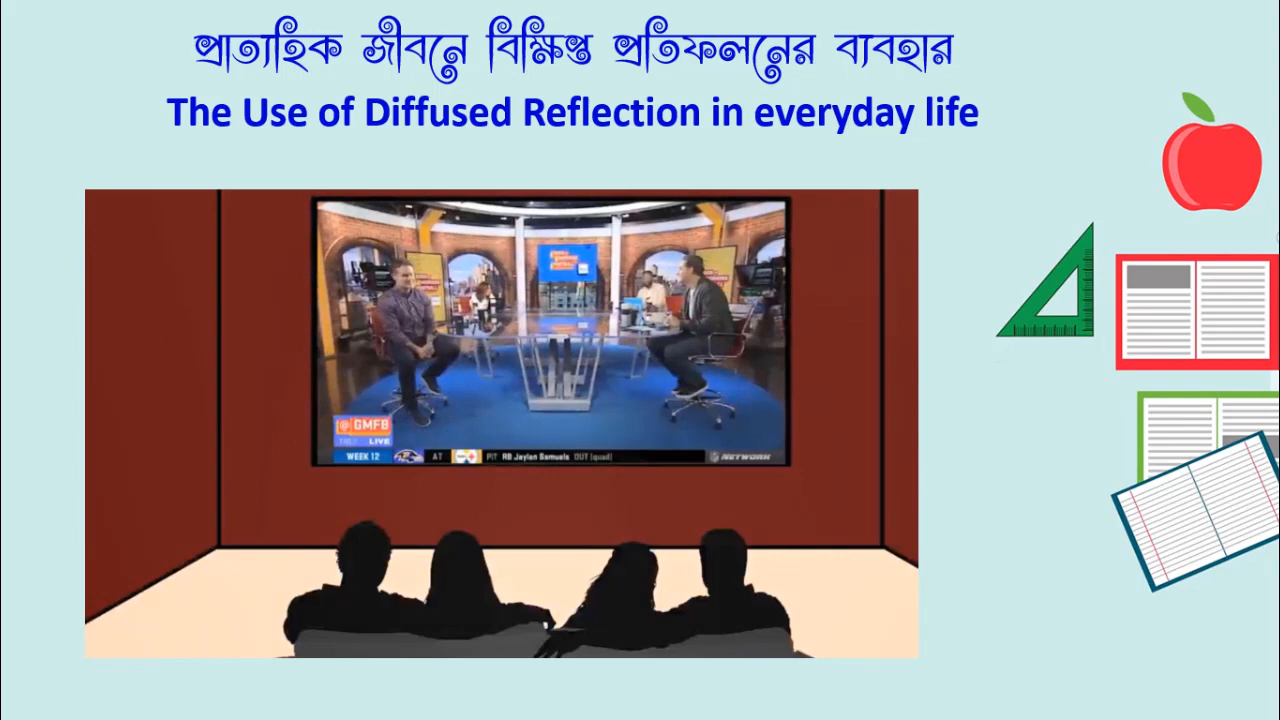 প্রাত্যহিক জীবনে বিক্ষিপ্ত প্রতিফলনের ব্যবহার
The Use of Diffused Reflection in everyday life
@GMFB
LIVE
WEEK 12 AT PIT RB Jaylen Samuels OUT (quad) NETWORK